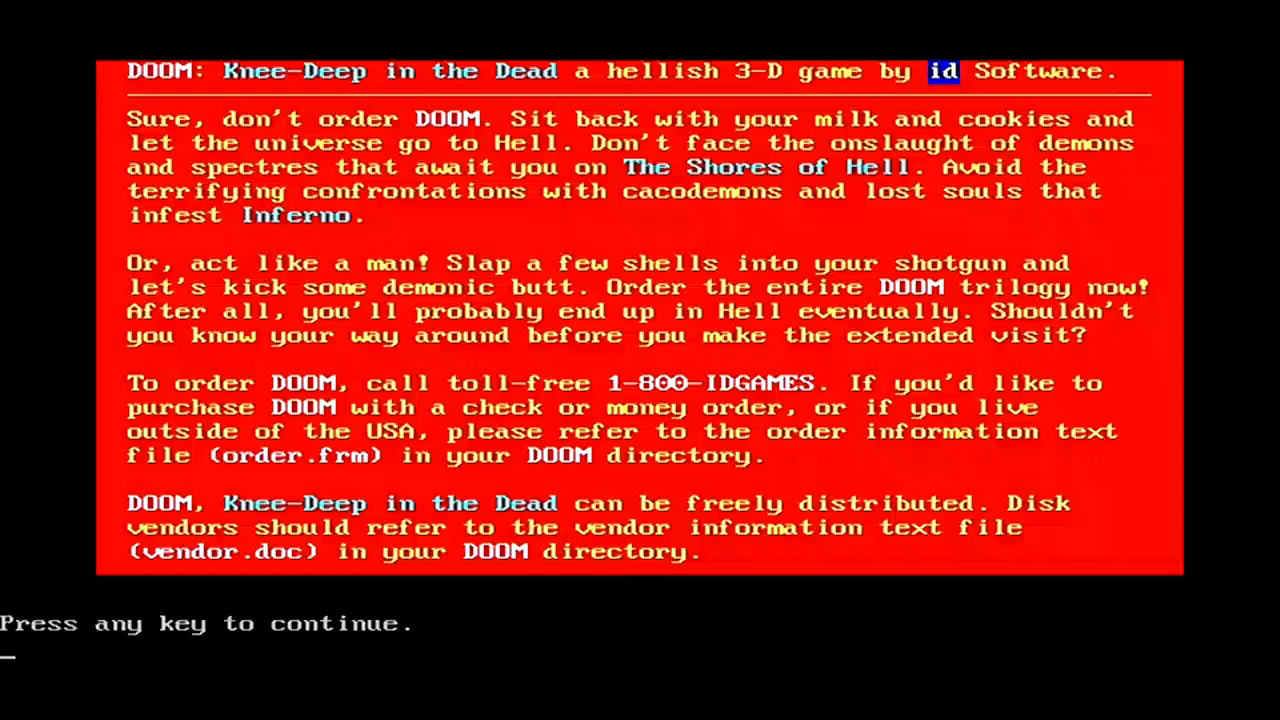 DOOM: Knee-Deep in the Dead a hellish 3-D game by id Software.
Sure, don't order DOOM. Sit back with your milk and cookies and
let the universe go to Hell. Don't face the onslaught of demons
and spectres that await you on The Shores of Hell. Avoid the
terrifying confrontations with cacodemons and lost souls that
infest Inferno.
Or, act like a man! Slap a few shells into your shotgun and
let's kick some demonic butt. Order the entire DOOM trilogy now!
After all, you'll probably end up in Hell eventually. Shouldn't
you know your way around before you make the extended visit?
To order DOOM, call toll-free 1-800-IDGAMES. If you'd like to
purchase DOOM with a check or money order, or if you live
outside of the USA, please refer to the order information text
file (order.frm) in your DOOM directory.
DOOM, Knee-Deep in the Dead can be freely distributed. Disk
vendors should refer to the vendor information text file
(vendor.doc) in your DOOM directory.
Press any key to continue.